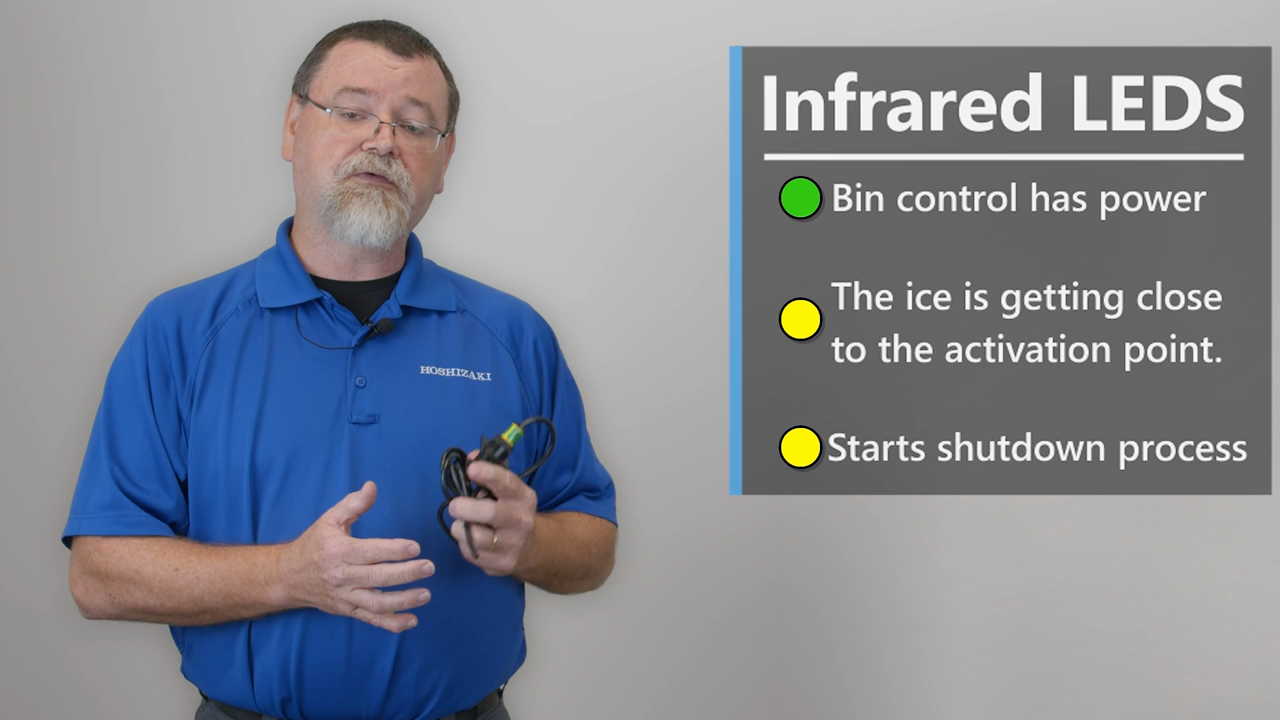 Infrared LEDS
Bin control has power
The ice is getting close
to the activation point.
Starts shutdown process
HOSHIZAKI